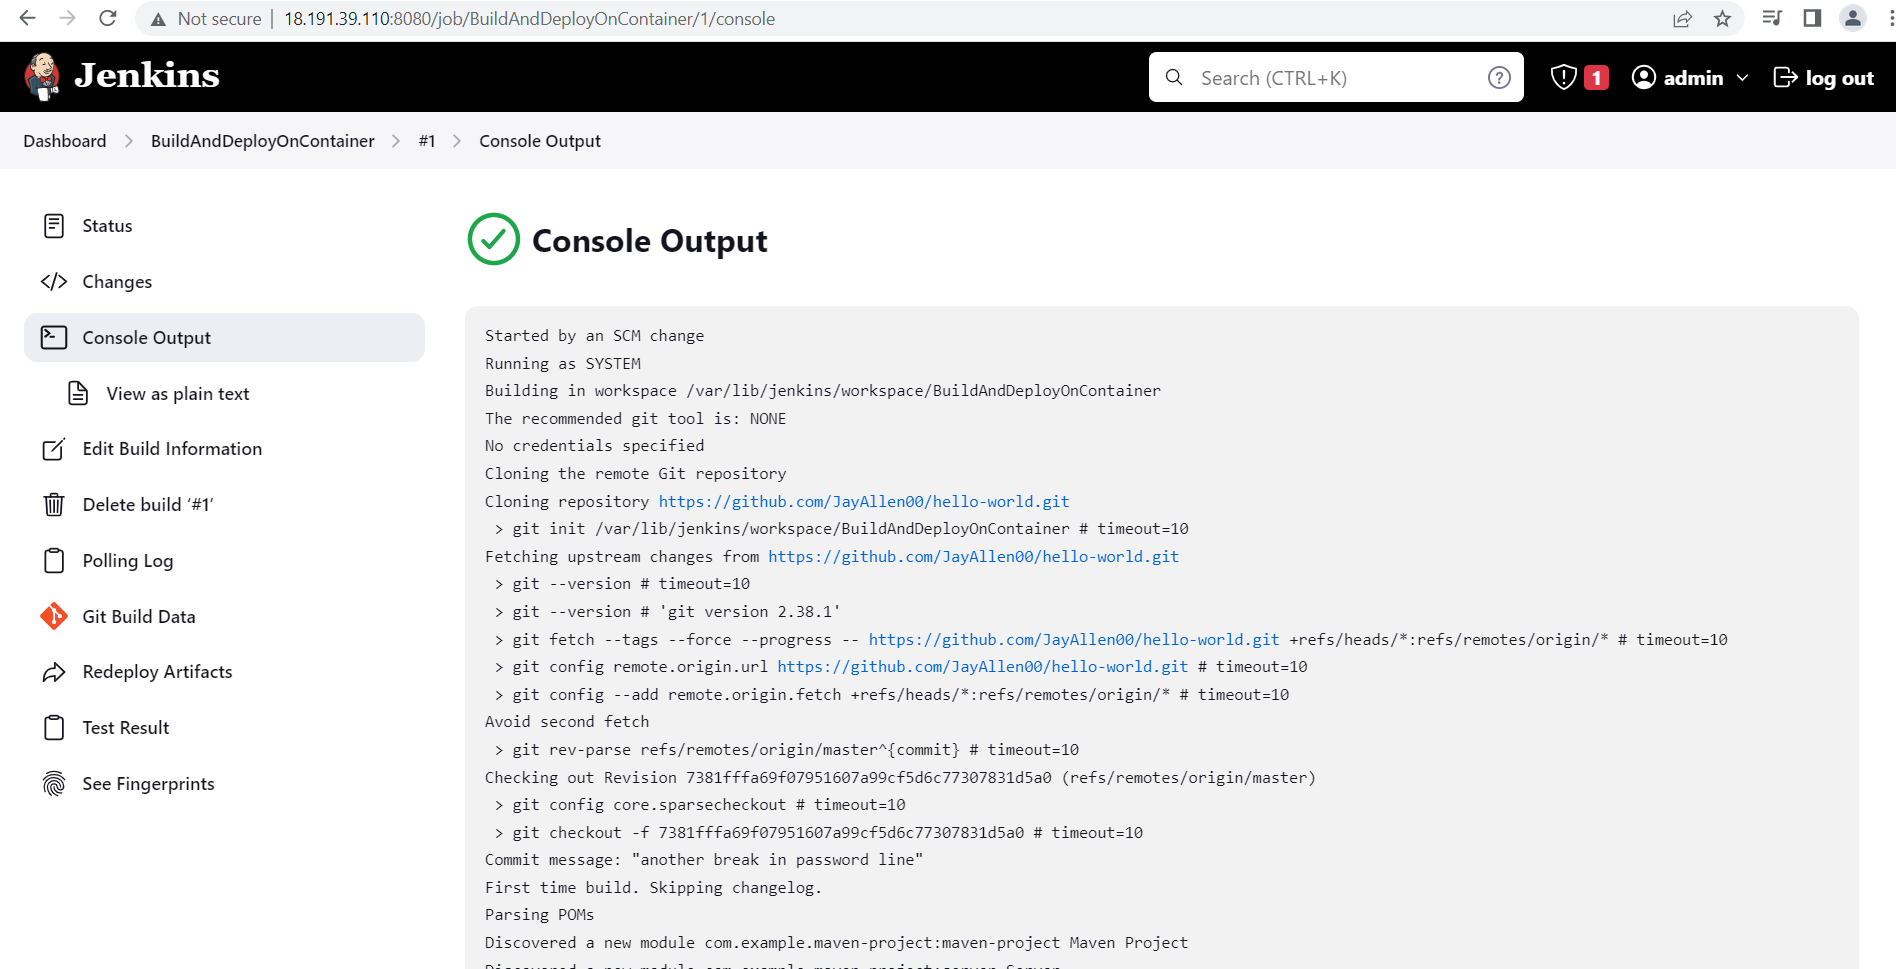 Not secure | 18.191.39.110:8080/job/BuildAndDeployOnContainer/1/console
Jenkins
Search (CTRL+K)
?
1
admin
log out
Dashboard > BuildAndDeployOnContainer > #1 > Console Output
Status
Changes
Console Output
View as plain text
Edit Build Information
Delete build ‘#1’
Polling Log
Git Build Data
Redeploy Artifacts
Test Result
See Fingerprints
Console Output
Started by an SCM change
Running as SYSTEM
Building in workspace /var/lib/jenkins/workspace/BuildAndDeployOnContainer
The recommended git tool is: NONE
No credentials specified
Cloning the remote Git repository
Cloning repository https://github.com/JayAllen00/hello-world.git
> git init /var/lib/jenkins/workspace/BuildAndDeployOnContainer # timeout=10
Fetching upstream changes from https://github.com/JayAllen00/hello-world.git
> git --version # timeout=10
> git --version # 'git version 2.38.1'
> git fetch --tags --force --progress -- https://github.com/JayAllen00/hello-world.git +refs/heads/*:refs/remotes/origin/* # timeout=10
> git config remote.origin.url https://github.com/JayAllen00/hello-world.git # timeout=10
> git config --add remote.origin.fetch +refs/heads/*:refs/remotes/origin/* # timeout=10
Avoid second fetch
> git rev-parse refs/remotes/origin/master^{commit} # timeout=10
Checking out Revision 7381fffa69f07951607a99cf5d6c77307831d5a0 (refs/remotes/origin/master)
> git config core.sparsecheckout # timeout=10
> git checkout -f 7381fffa69f07951607a99cf5d6c77307831d5a0 # timeout=10
Commit message: "another break in password line"
First time build. Skipping changelog.
Parsing POMs
Discovered a new module com.example.maven-project:maven-project Maven Project
Discovered a new module com.example.maven-project:server Server